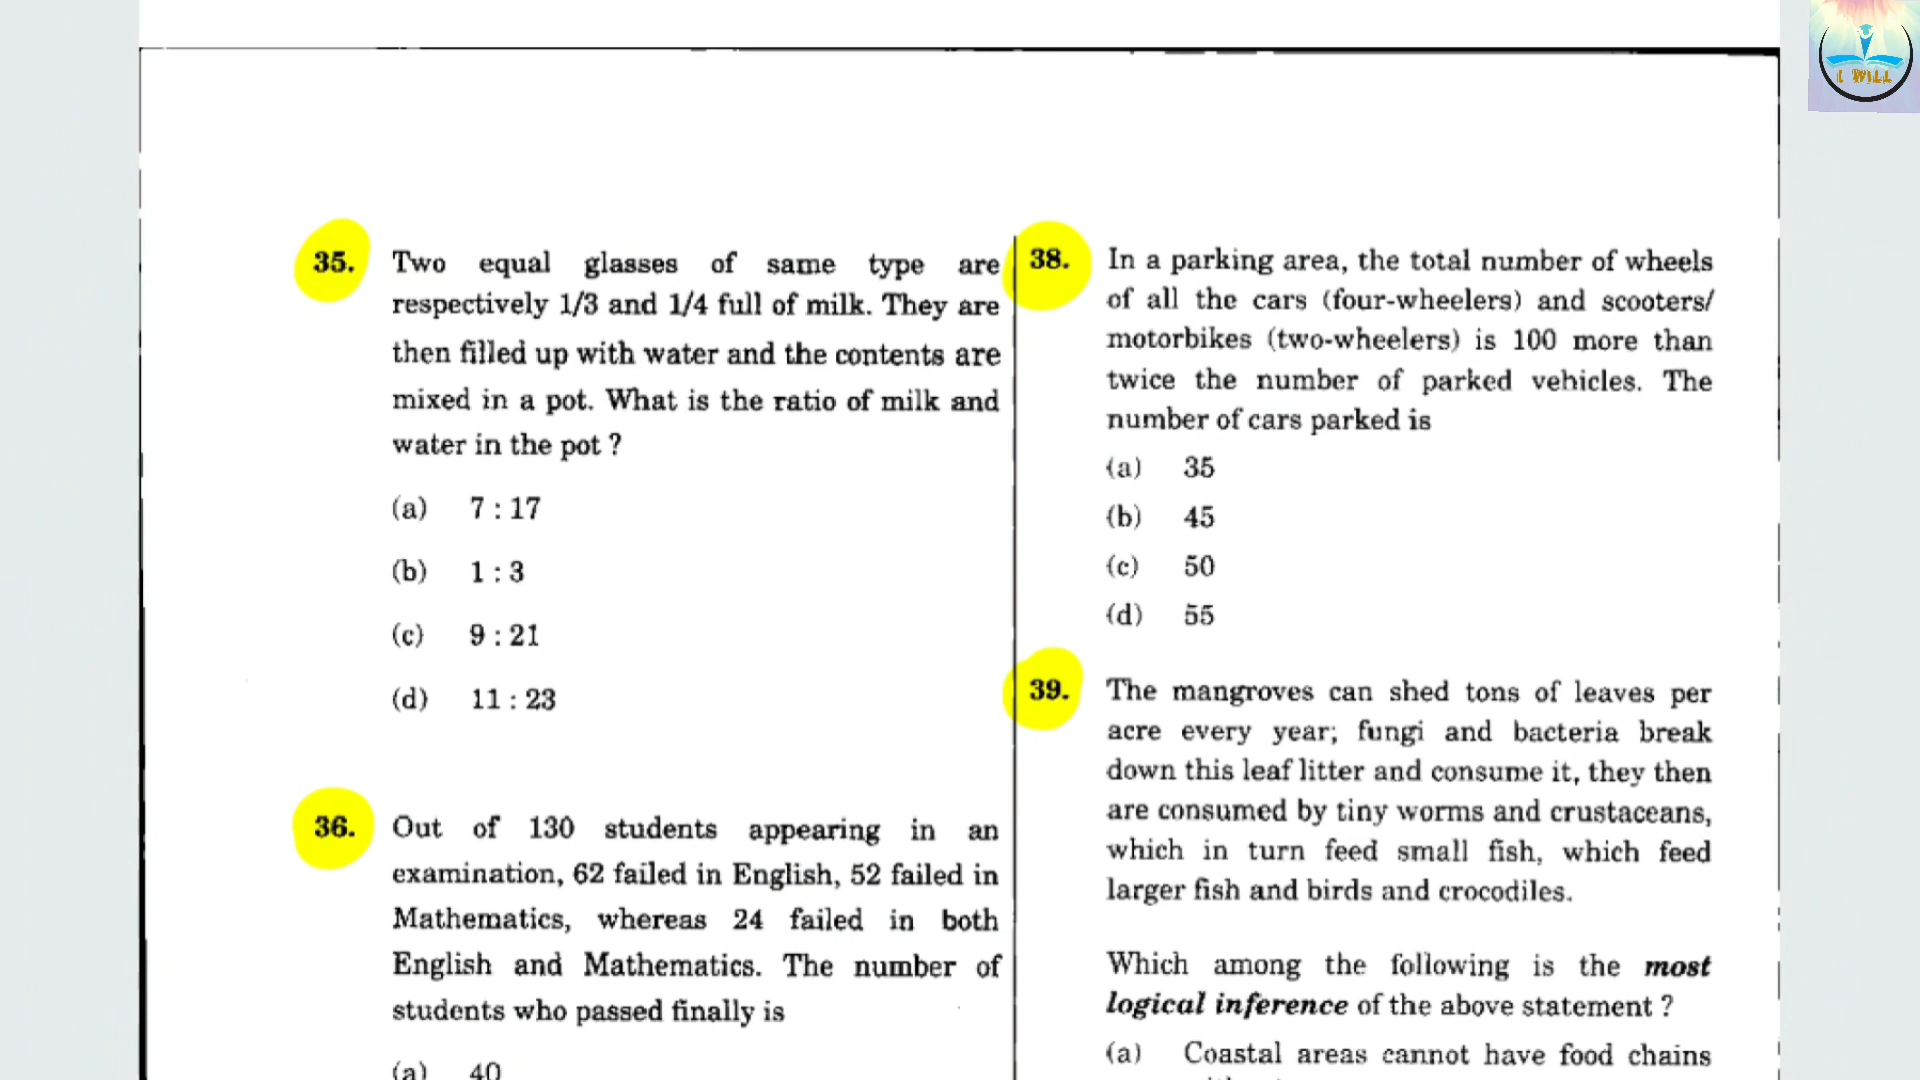 35. Two equal glasses of same type are
respectively 1/3 and 1/4 full of milk. They are
then filled up with water and the contents are
mixed in a pot. What is the ratio of milk and
water in the pot ?
(a) 7 : 17
(b) 1 : 3
(c) 9 : 21
(d) 11 : 23
36. Out of 130 students appearing in an
examination, 62 failed in English, 52 failed in
Mathematics, whereas 24 failed in both
English and Mathematics. The number of
students who passed finally is
(a) 40
38. In a parking area, the total number of wheels
of all the cars (four-wheelers) and scooters/
motorbikes (two-wheelers) is 100 more than
twice the number of parked vehicles. The
number of cars parked is
(a) 35
(b) 45
(c) 50
(d) 55
39. The mangroves can shed tons of leaves per
acre every year; fungi and bacteria break
down this leaf litter and consume it, they then
are consumed by tiny worms and crustaceans,
which in turn feed small fish, which feed
larger fish and birds and crocodiles.
Which among the following is the most
logical inference of the above statement ?
(a) Coastal areas cannot have food chains
I WILL